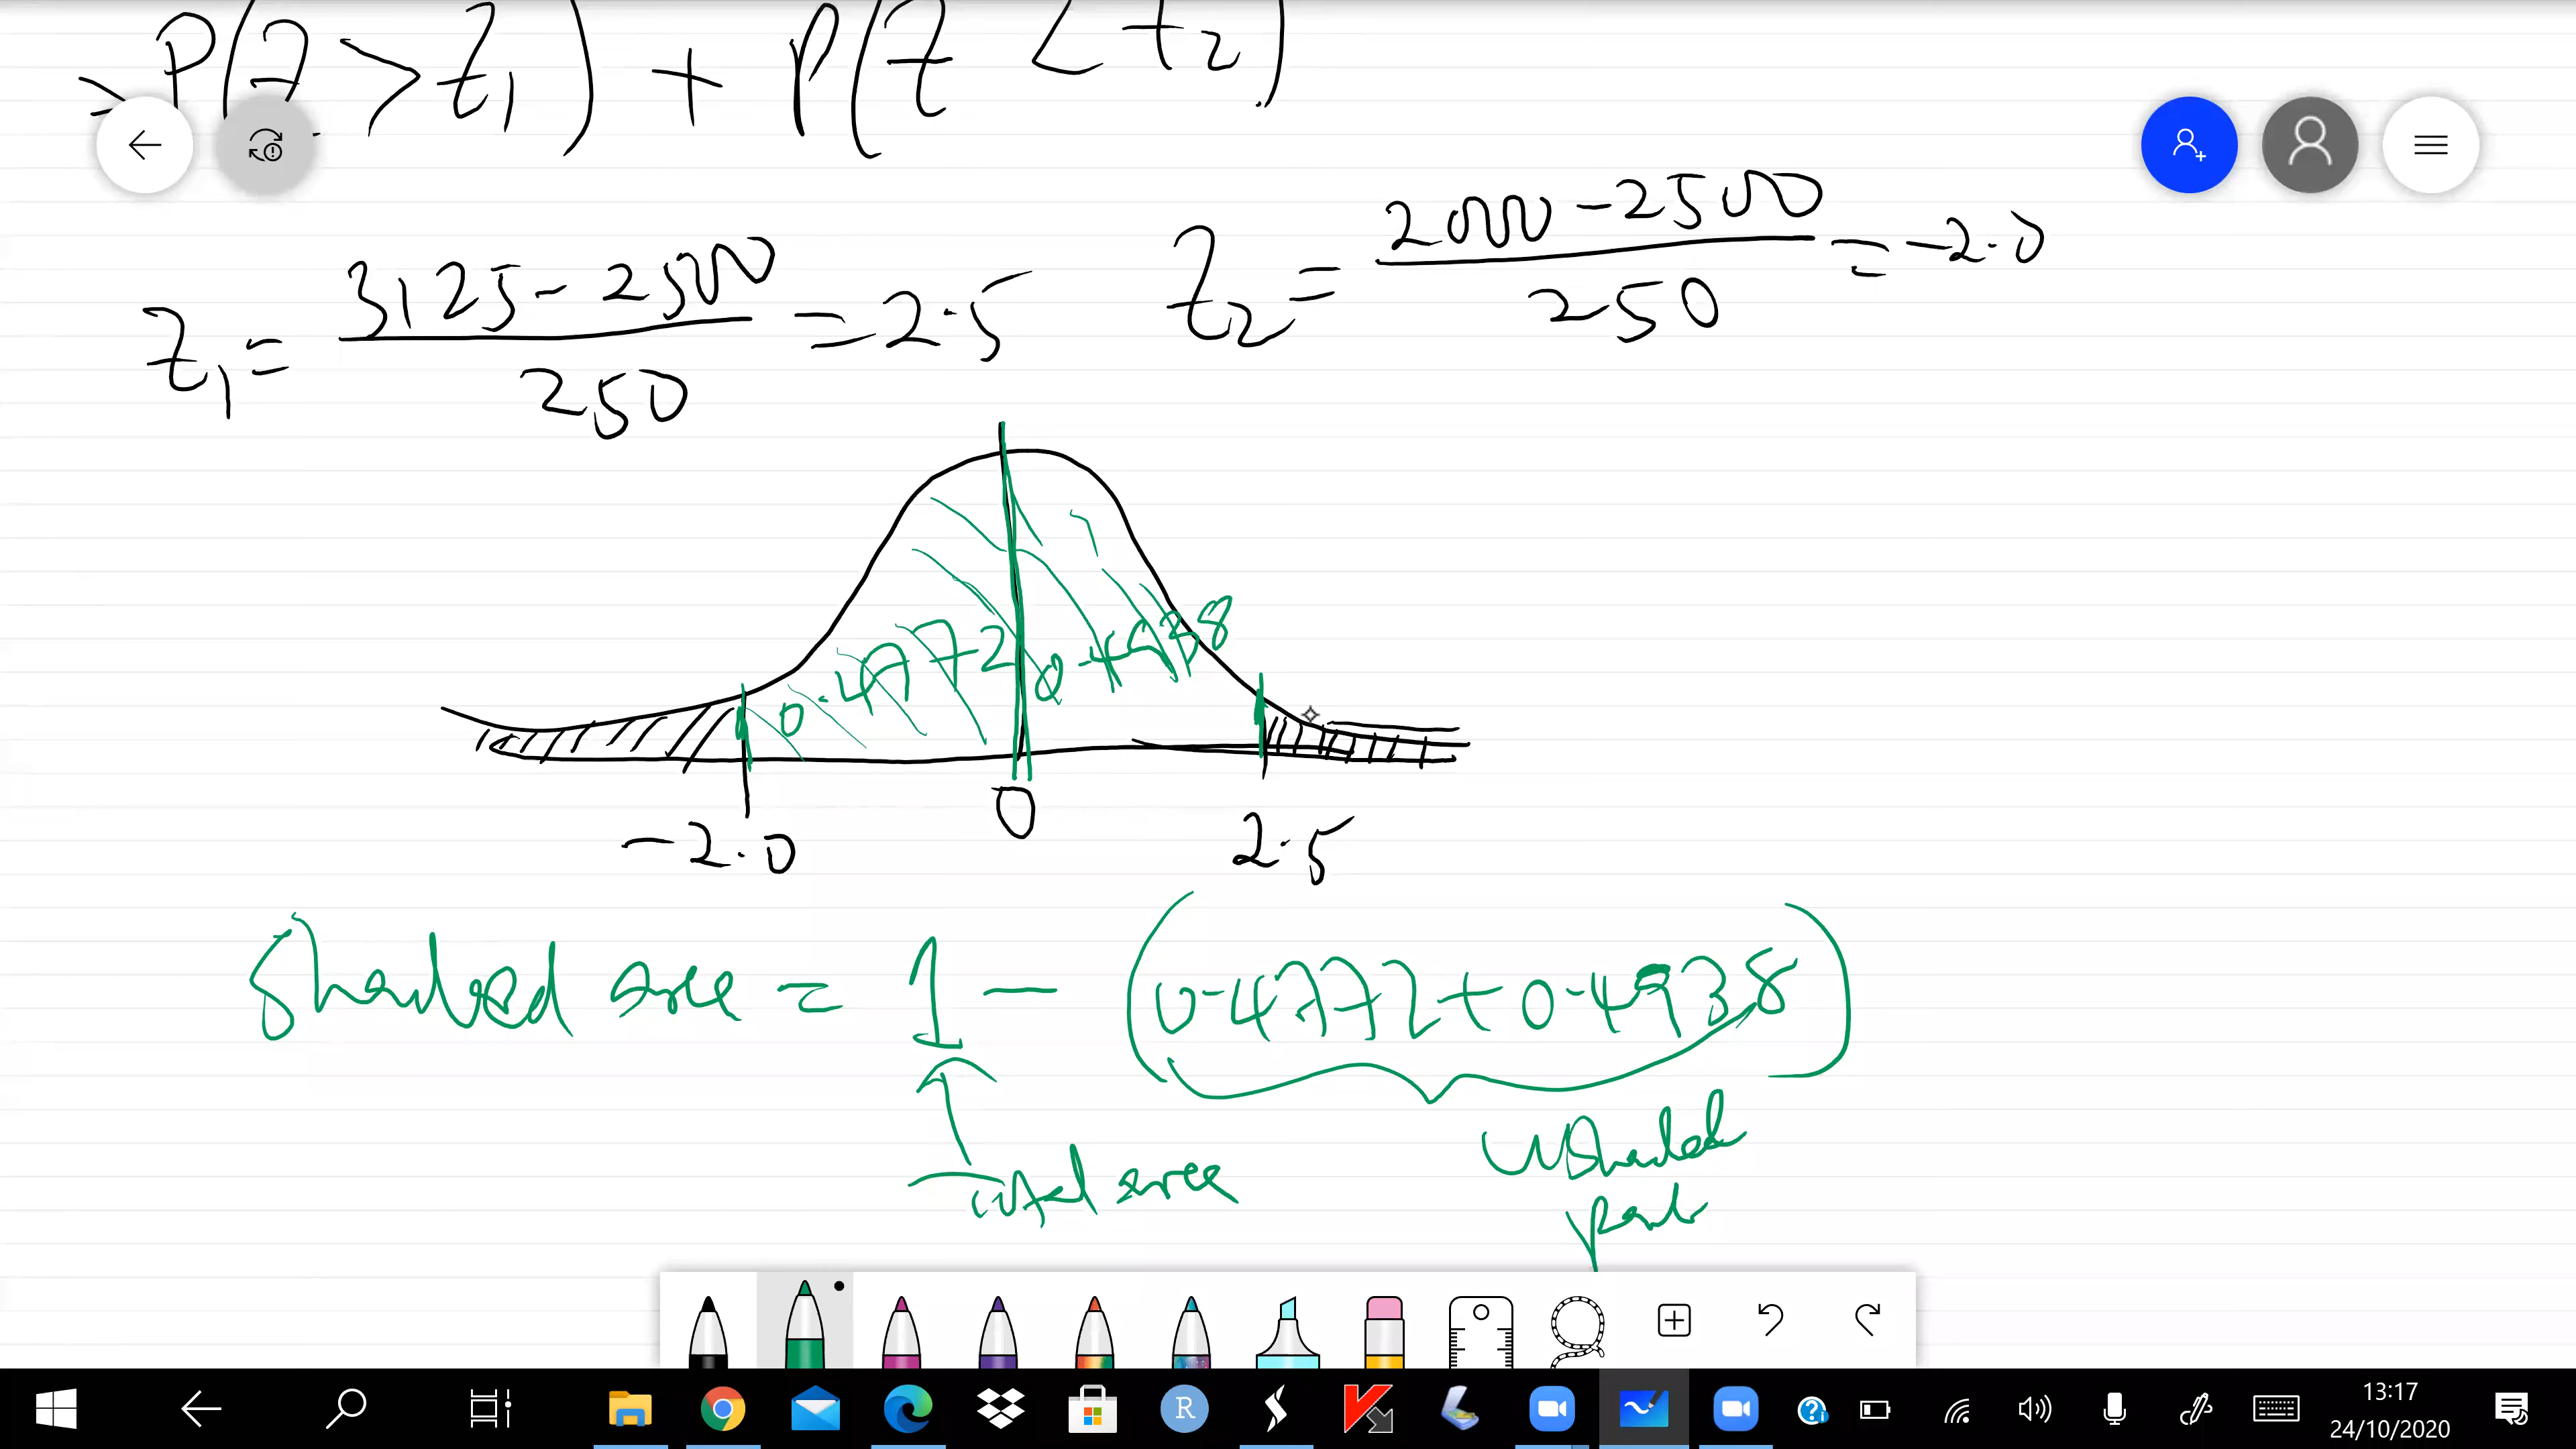 P(Z > Z1) + P(Z < Z2)
Z1 = 3125 - 2500 / 250 = 2.5
Z2 = 2000 - 2500 / 250 = -2.0
0.4772 0.4938
-2.0 0 2.5
Shaded area = 1 - (0.4772 + 0.4938)
total area
unshaded
part
R
13:17
24/10/2020